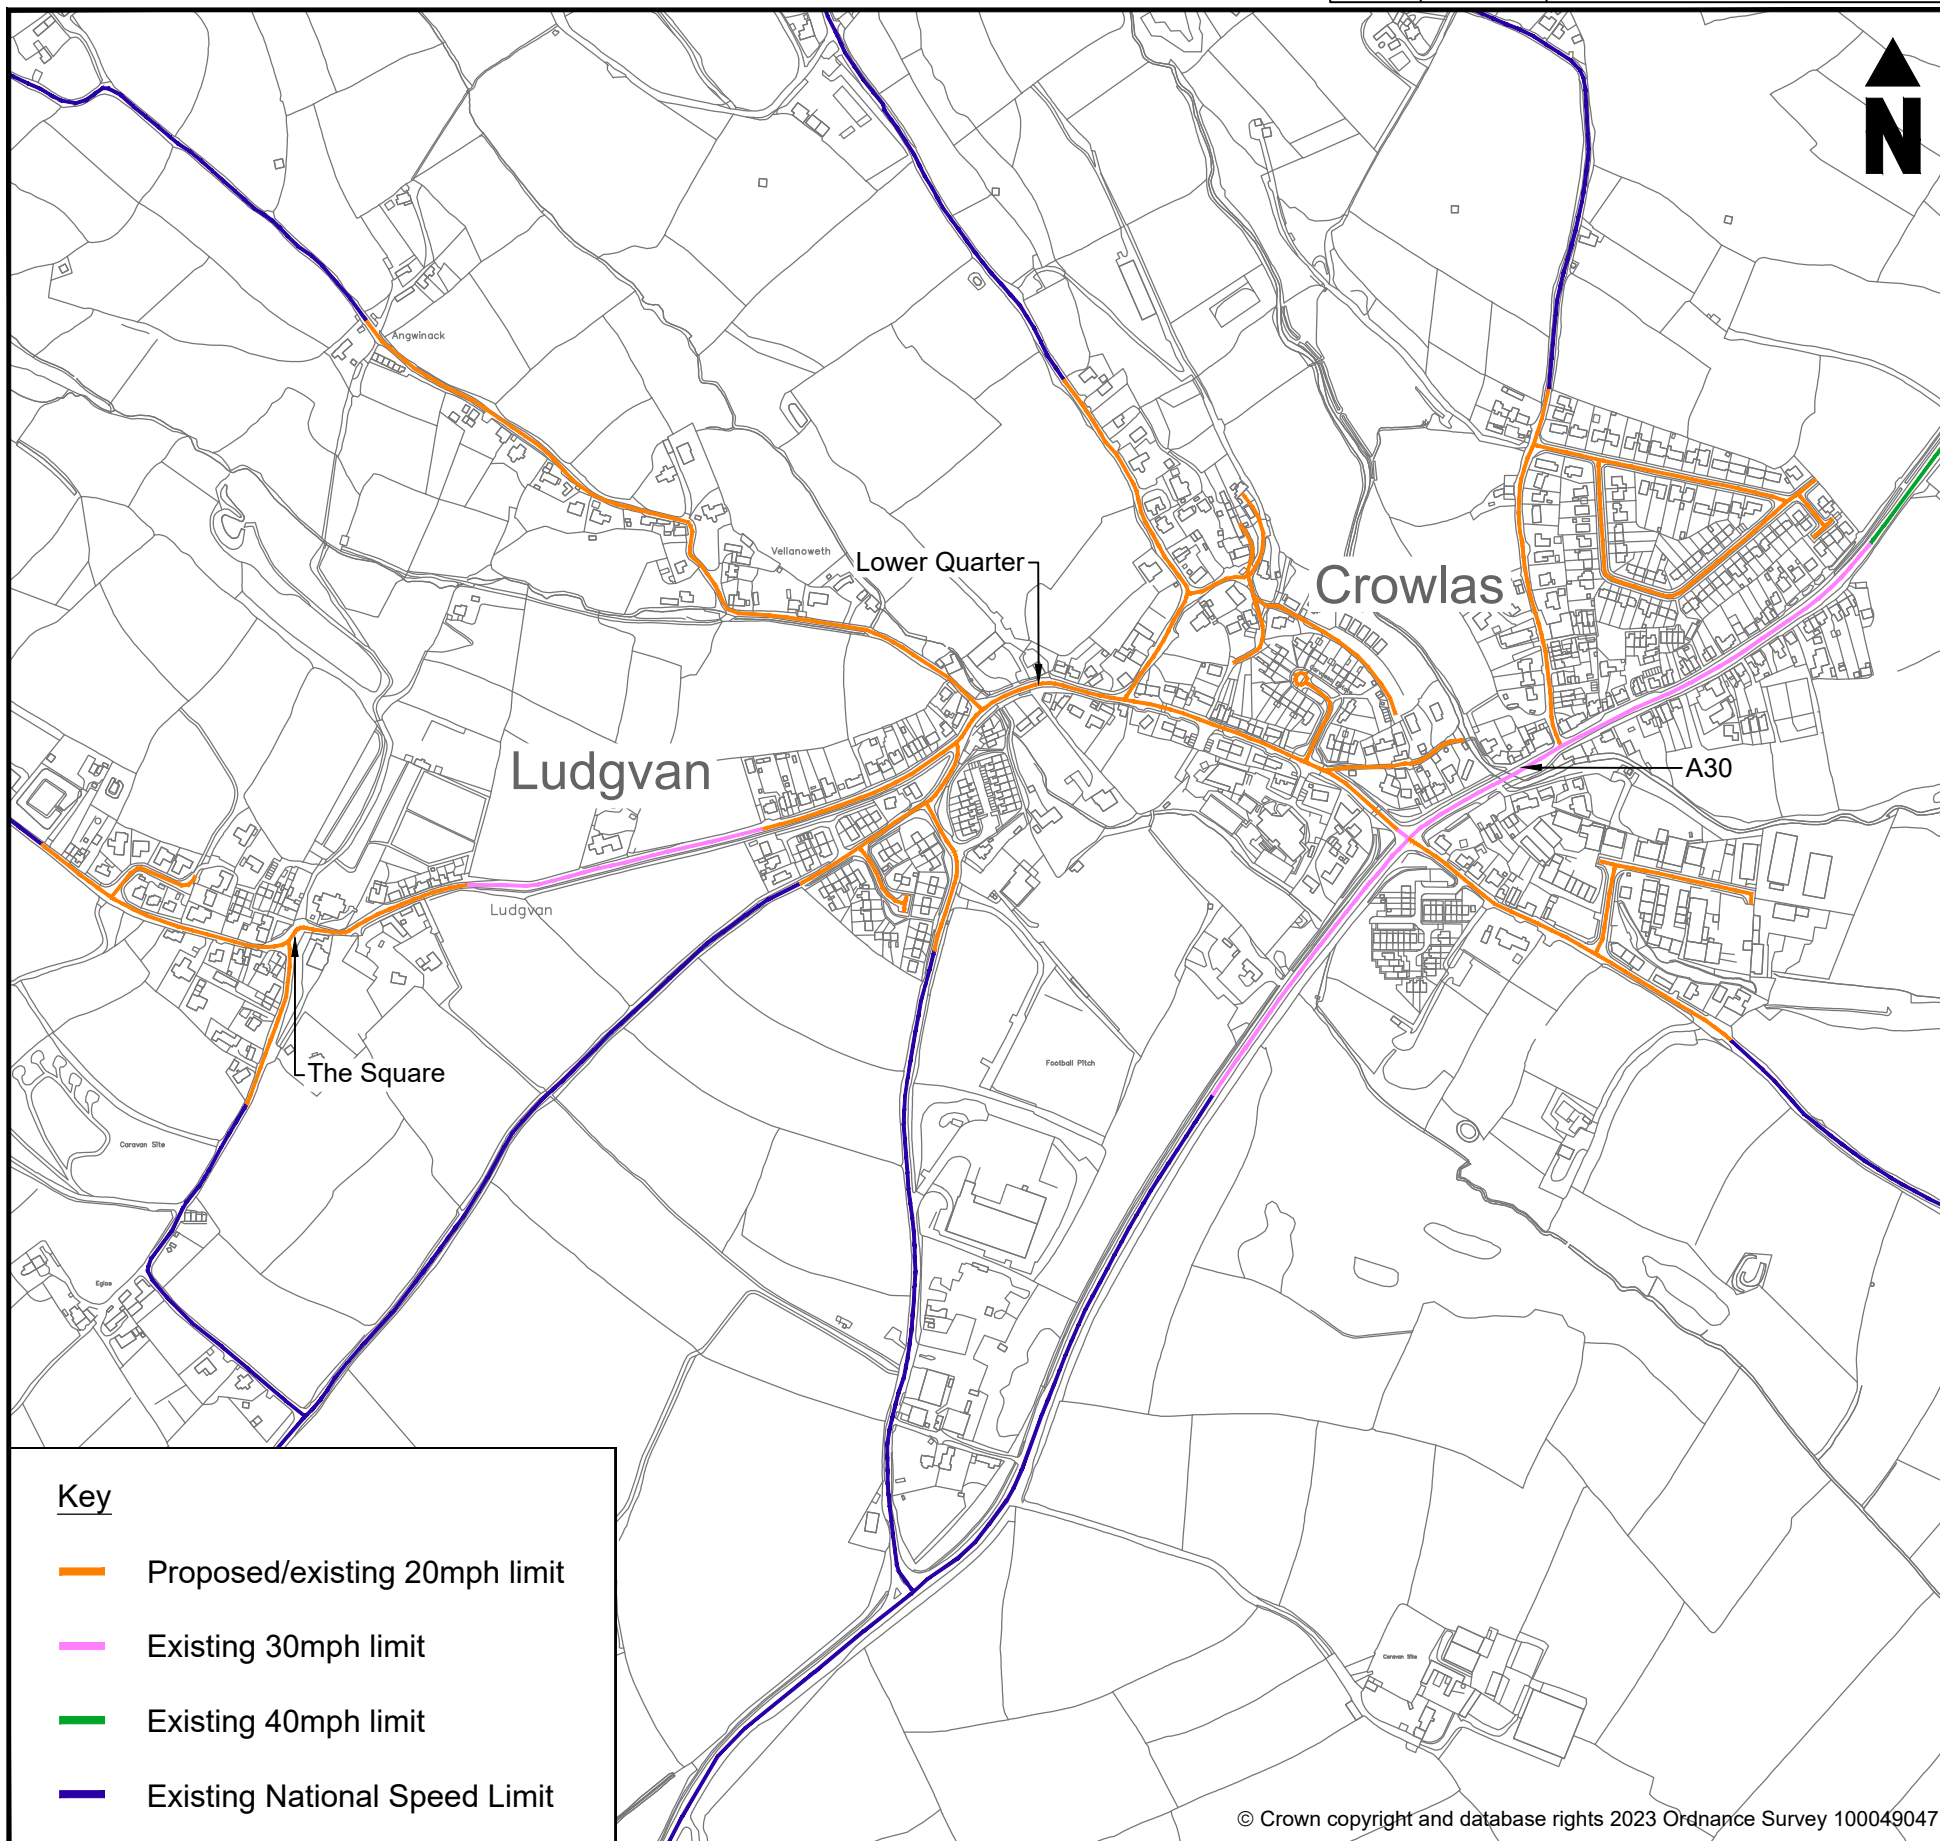 N
Angwinack
Vellanoweth
Lower Quarter
Crowlas
Ludgvan
A30
Ludgvan
The Square
Football Pitch
Caravan Site
Eglos
Caravan Site
Key
Proposed/existing 20mph limit
Existing 30mph limit
Existing 40mph limit
Existing National Speed Limit
© Crown copyright and database rights 2023 Ordnance Survey 100049047